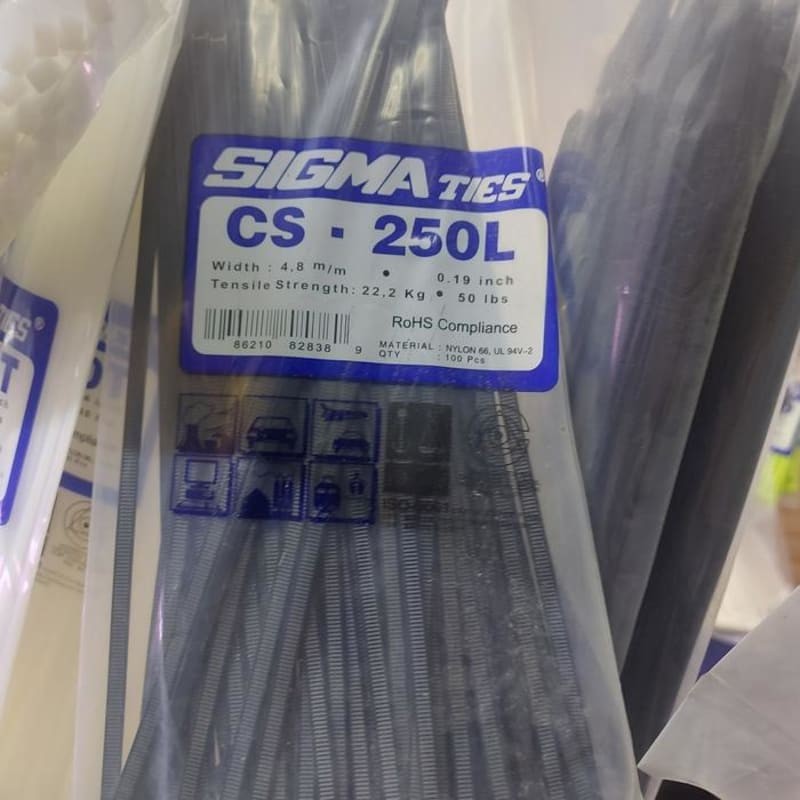 SIGMA TIES®
CS - 250L
Width : 4,8 m/m • 0.19 inch
Tensile Strength: 22,2 Kg • 50 lbs
RoHS Compliance
86210 82838 9
MATERIAL : NYLON 66, UL 94V-2
QTY : 100 Pcs
TIES®
T